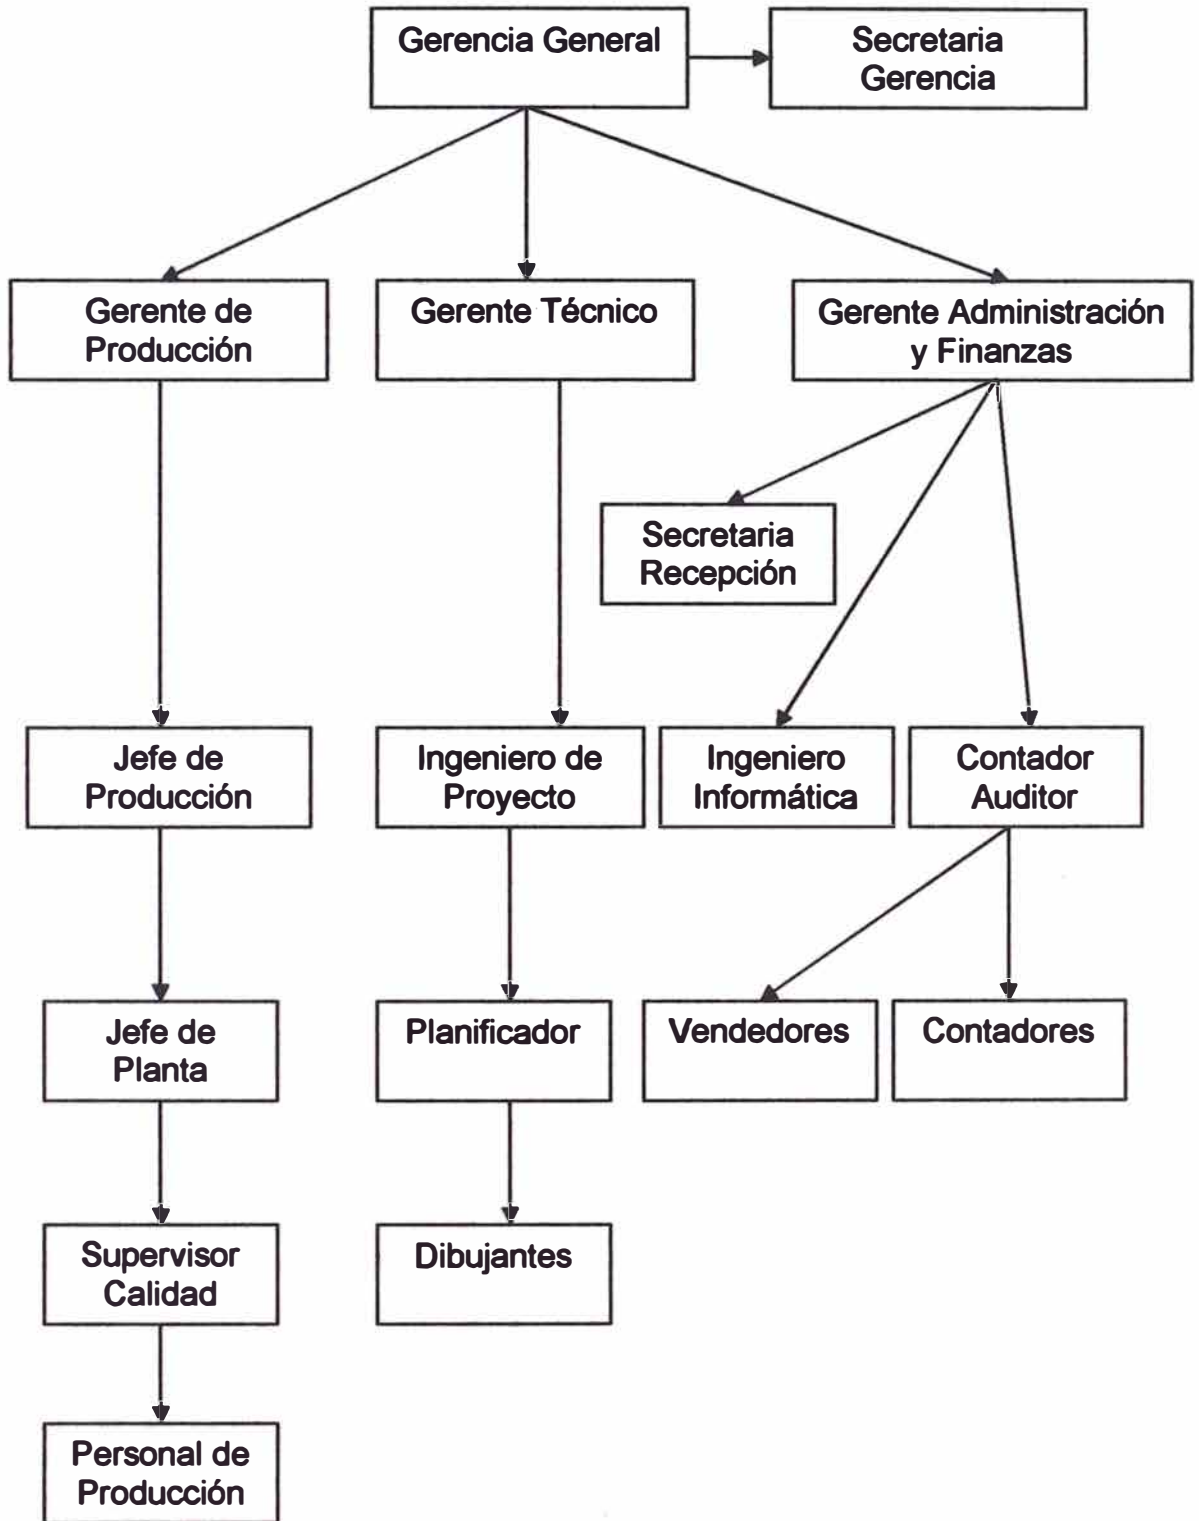 Gerencia General
Secretaria
Gerencia
Gerente de
Producción
Gerente Técnico
Gerente Administración
y Finanzas
Secretaria
Recepción
Jefe de
Producción
Ingeniero de
Proyecto
Ingeniero
Informática
Contador
Auditor
Jefe de
Planta
Planificador
Vendedores
Contadores
Supervisor
Calidad
Dibujantes
Personal de
Producción